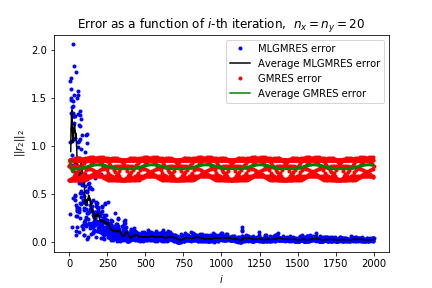 Error as a function of i-th iteration, n_x = n_y = 20
MLGMRES error
Average MLGMRES error
GMRES error
Average GMRES error
||r_2||_2
2.0
1.5
1.0
0.5
0.0
0 250 500 750 1000 1250 1500 1750 2000
i